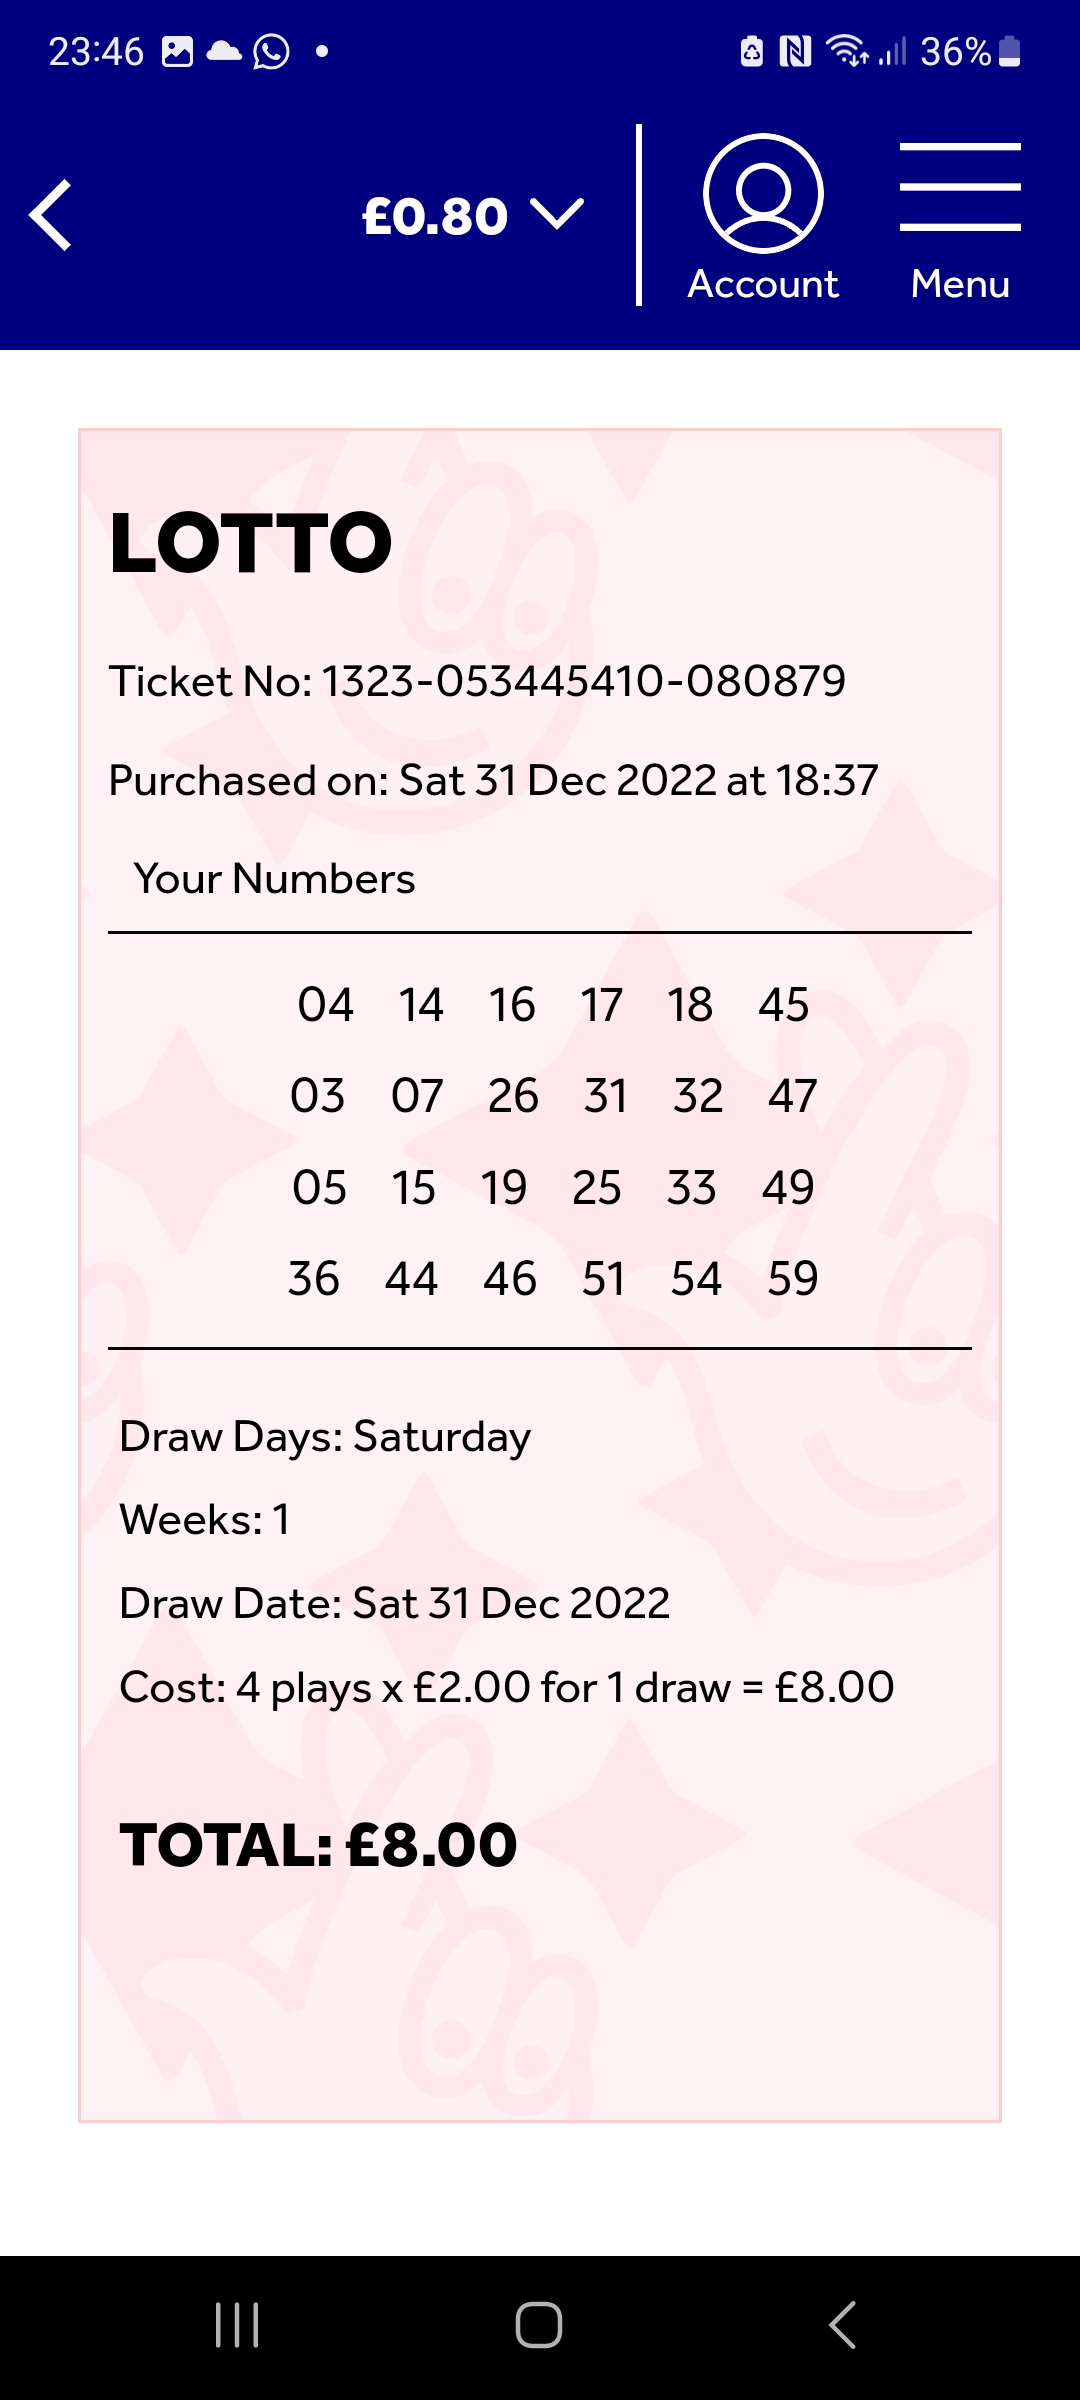 23:46 36%
£0.80
Account Menu
LOTTO
Ticket No: 1323-053445410-080879
Purchased on: Sat 31 Dec 2022 at 18:37
Your Numbers
04 14 16 17 18 45
03 07 26 31 32 47
05 15 19 25 33 49
36 44 46 51 54 59
Draw Days: Saturday
Weeks: 1
Draw Date: Sat 31 Dec 2022
Cost: 4 plays x £2.00 for 1 draw = £8.00
TOTAL: £8.00